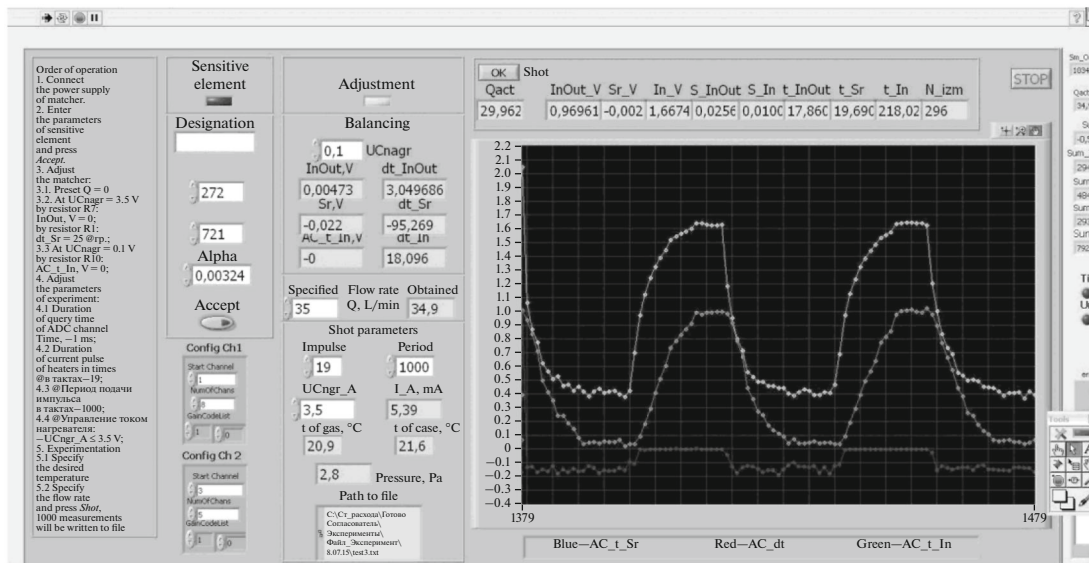 Order of operation
1. Connect
the power supply
of matcher.
2. Enter
the parameters
of sensitive
element
and press
Accept.
3. Adjust
the matcher:
3.1. Preset Q = 0
3.2. At UCnagr = 3.5 V
by resistor R7:
InOut, V = 0;
by resistor R1:
dt_Sr = 25 @гр.;
3.3 At UCnagr = 0.1 V
by resistor R10:
AC_t_In, V = 0;
4. Adjust
the parameters
of experiment:
4.1 Duration
of query time
of ADC channel
Time, −1 ms;
4.2 Duration
of current pulse
of heaters in times
@в тактах−19;
4.3 @Период подачи
импульса
в тактах−1000;
4.4 @Управление током
нагревателя:
−UCngr_A ≤ 3.5 V;
5. Experimentation
5.1 Specify
the desired
temperature
5.2 Specify
the flow rate
and press Shot,
1000 measurements
will be written to file
Sensitive
element
Designation
272
721
Alpha
0,00324
Accept
Config Ch1
Start Channel
1
NumOfChans
8
GainCodeList
1 0
Config Ch 2
Start Channel
3
NumOfChans
5
GainCodeList
1 0
Adjustment
Balancing
0,1 UCnagr
InOut,V dt_InOut
0,00473 3,049686
Sr,V dt_Sr
-0,022 -95,269
AC_t_In,V dt_In
-0 18,096
Specified Flow rate Obtained
35 Q, L/min 34,9
Shot parameters
Impulse Period
19 1000
UCngr_A I_A, mA
3,5 5,39
t of gas, °C t of case, °C
20,9 21,6
2,8 Pressure, Pa
Path to file
C:\Ст_расхода\Готово
Согласователь\
Эксперименты\
Файл_Эксперимент\
8.07.15\test3.txt
OK Shot
Qact InOut_V Sr_V In_V S_InOut S_In t_InOut t_Sr t_In N_izm
29,962 0,96961 -0,002 1,6674 0,0256 0,0100 17,860 19,690 218,02 296
STOP
2.2
2.1
2.0
1.9
1.8
1.7
1.6
1.5
1.4
1.3
1.2
1.1
1.0
0.9
0.8
0.7
0.6
0.5
0.4
0.3
0.2
0.1
0
−0.1
−0.2
−0.3
−0.4
1379 1479
Blue—AC_t_Sr Red—AC_dt Green—AC_t_In
Tools